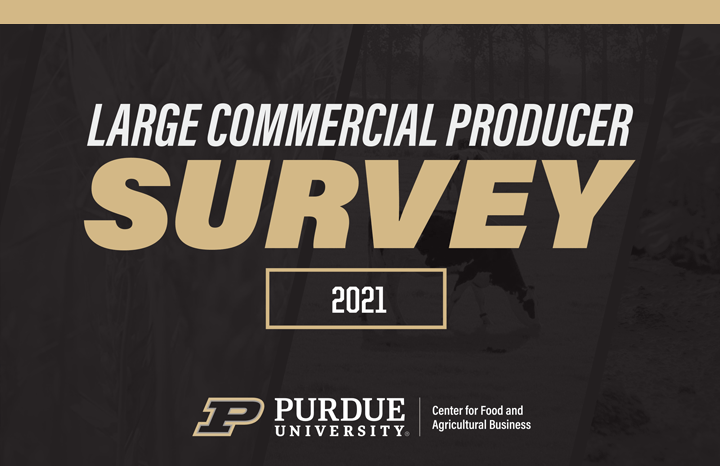 LARGE COMMERCIAL PRODUCER
SURVEY
2021
P PURDUE
UNIVERSITY®
Center for Food and
Agricultural Business